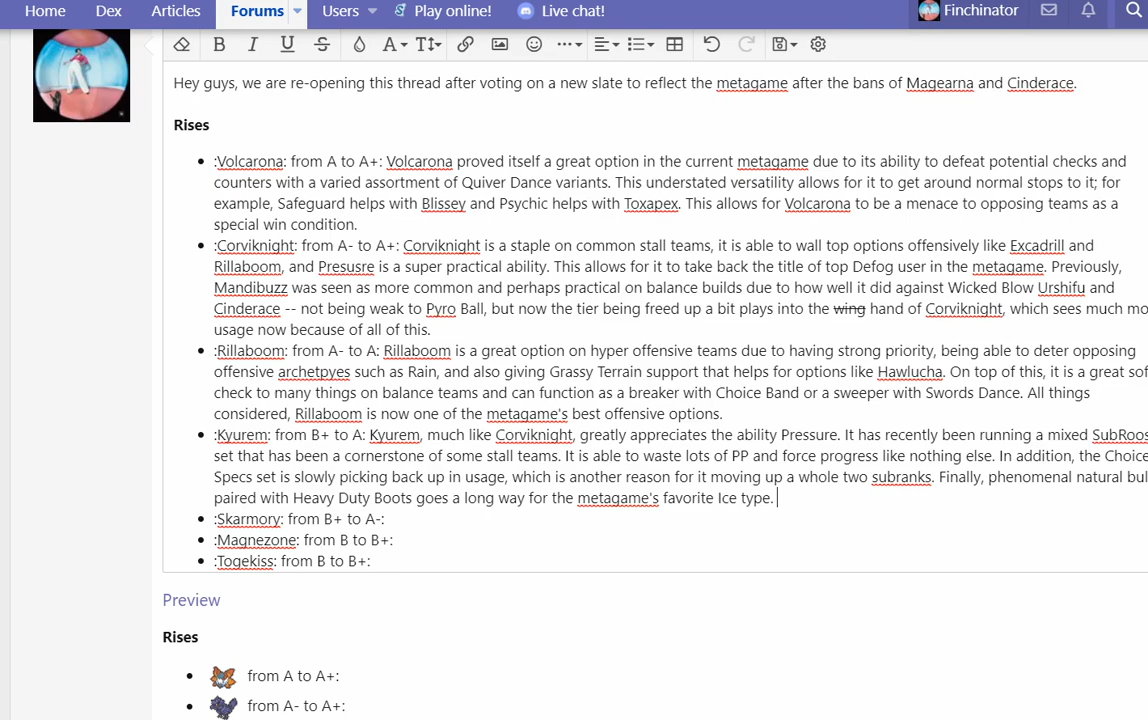 Home Dex Articles Forums Users Play online! Live chat! Finchinator
B I U S A TI
Hey guys, we are re-opening this thread after voting on a new slate to reflect the metagame after the bans of Magearna and Cinderace.
Rises
:Volcarona: from A to A+: Volcarona proved itself a great option in the current metagame due to its ability to defeat potential checks and
counters with a varied assortment of Quiver Dance variants. This understated versatility allows for it to get around normal stops to it; for
example, Safeguard helps with Blissey and Psychic helps with Toxapex. This allows for Volcarona to be a menace to opposing teams as a
special win condition.
:Corviknight: from A- to A+: Corviknight is a staple on common stall teams, it is able to wall top options offensively like Excadrill and
Rillaboom, and Presusre is a super practical ability. This allows for it to take back the title of top Defog user in the metagame. Previously,
Mandibuzz was seen as more common and perhaps practical on balance builds due to how well it did against Wicked Blow Urshifu and
Cinderace -- not being weak to Pyro Ball, but now the tier being freed up a bit plays into the wing hand of Corviknight, which sees much mo
usage now because of all of this.
:Rillaboom: from A- to A: Rillaboom is a great option on hyper offensive teams due to having strong priority, being able to deter opposing
offensive archetpyes such as Rain, and also giving Grassy Terrain support that helps for options like Hawlucha. On top of this, it is a great sof
check to many things on balance teams and can function as a breaker with Choice Band or a sweeper with Swords Dance. All things
considered, Rillaboom is now one of the metagame's best offensive options.
:Kyurem: from B+ to A: Kyurem, much like Corviknight, greatly appreciates the ability Pressure. It has recently been running a mixed SubRoos
set that has been a cornerstone of some stall teams. It is able to waste lots of PP and force progress like nothing else. In addition, the Choice
Specs set is slowly picking back up in usage, which is another reason for it moving up a whole two subranks. Finally, phenomenal natural bul
paired with Heavy Duty Boots goes a long way for the metagame's favorite Ice type.
:Skarmory: from B+ to A-:
:Magnezone: from B to B+:
:Togekiss: from B to B+:
Preview
Rises
from A to A+:
from A- to A+: